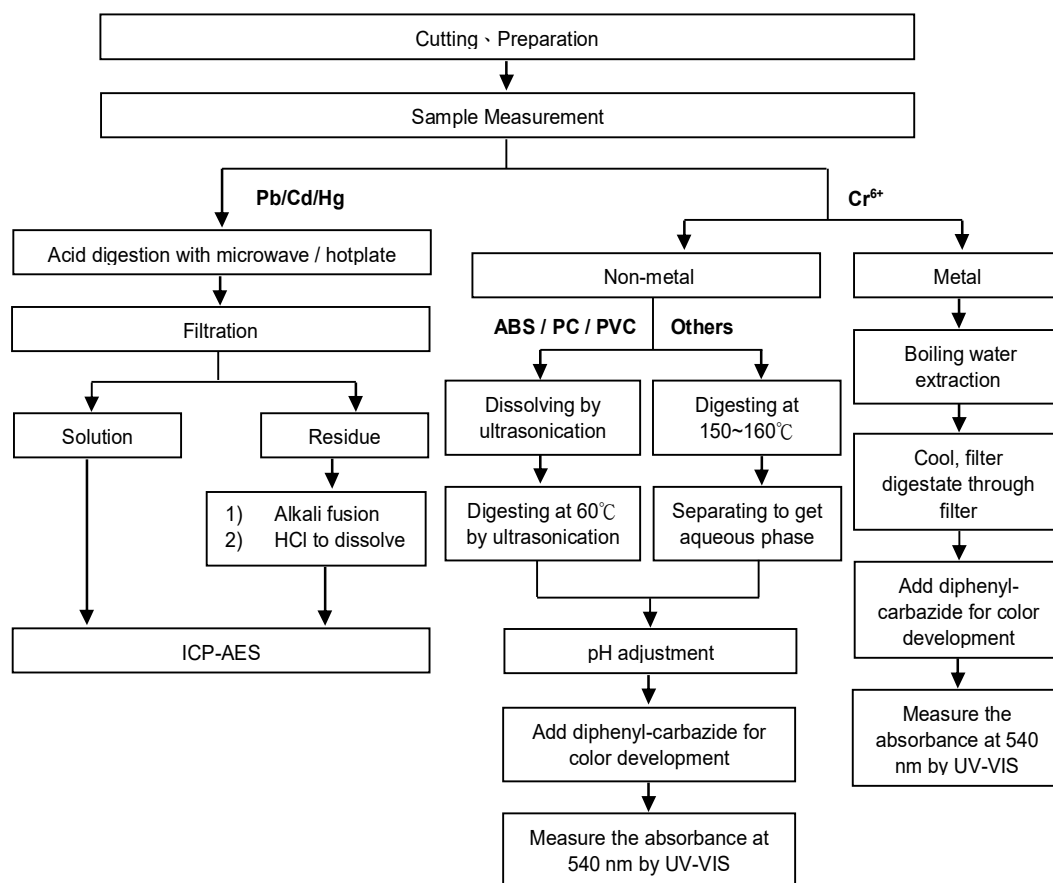 Cutting、Preparation
Sample Measurement
Pb/Cd/Hg
Cr⁶⁺
Acid digestion with microwave / hotplate
Filtration
Solution
Residue
1) Alkali fusion
2) HCl to dissolve
ICP-AES
Non-metal
ABS / PC / PVC
Others
Dissolving by
ultrasonication
Digesting at 60℃
by ultrasonication
Digesting at
150~160℃
Separating to get
aqueous phase
pH adjustment
Add diphenyl-carbazide for
color development
Measure the absorbance at
540 nm by UV-VIS
Metal
Boiling water
extraction
Cool, filter
digestate through
filter
Add diphenyl-
carbazide for color
development
Measure the
absorbance at 540
nm by UV-VIS